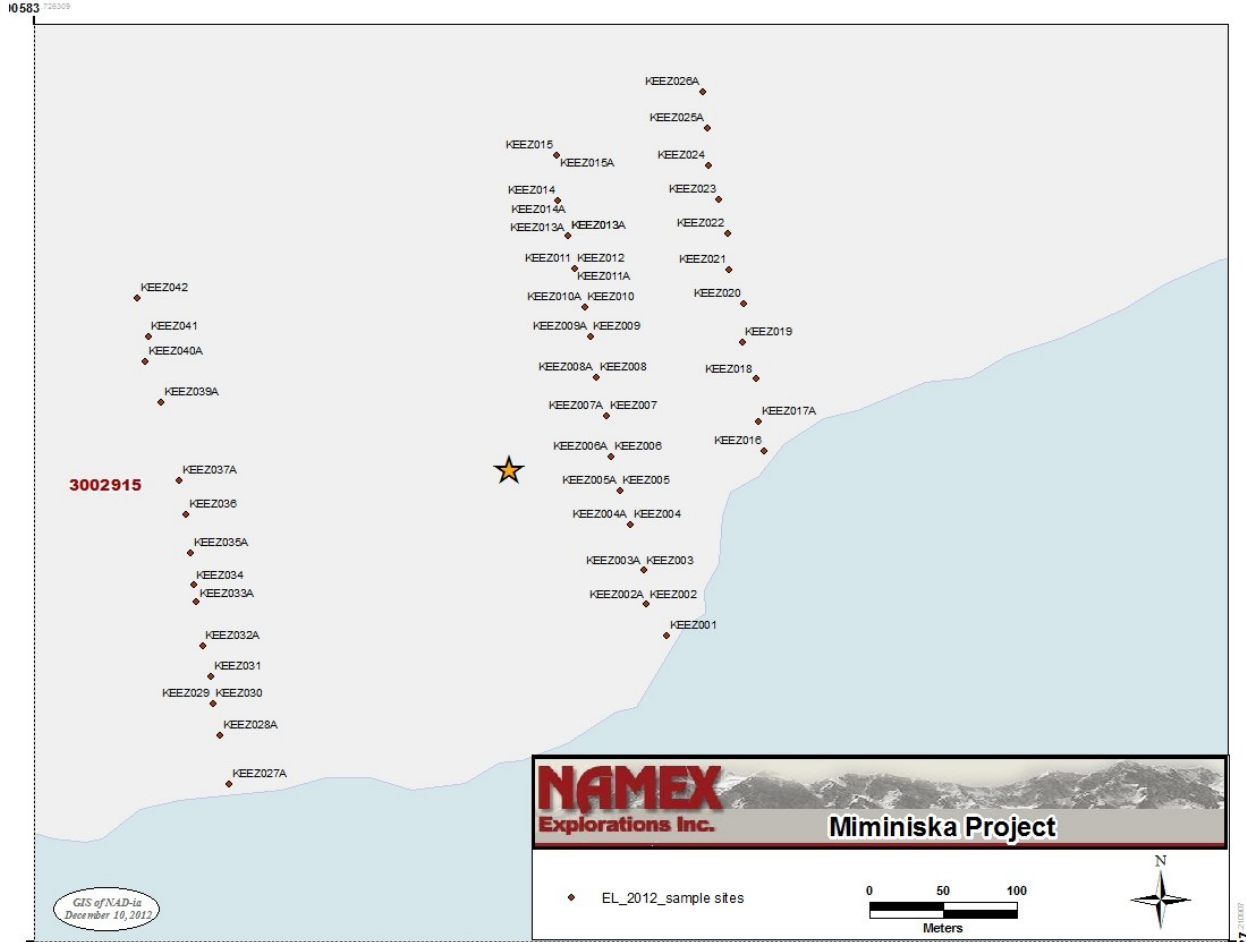 00583 .726309
KEEZ026A
KEEZ025A
KEEZ015
KEEZ024
KEEZ015A
KEEZ014
KEEZ023
KEEZ014A
KEEZ013A KEEZ013A
KEEZ022
KEEZ011 KEEZ012
KEEZ021
KEEZ011A
KEEZ042
KEEZ010A KEEZ010
KEEZ020
KEEZ041
KEEZ009A KEEZ009
KEEZ019
KEEZ040A
KEEZ008A KEEZ008
KEEZ018
KEEZ039A
KEEZ007A KEEZ007
KEEZ017A
KEEZ006A KEEZ006
KEEZ016
KEEZ037A
3002915
KEEZ005A KEEZ005
KEEZ036
KEEZ004A KEEZ004
KEEZ035A
KEEZ003A KEEZ003
KEEZ034
KEEZ033A
KEEZ002A KEEZ002
KEEZ001
KEEZ032A
KEEZ031
KEEZ029 KEEZ030
KEEZ028A
KEEZ027A
NAMEX
Explorations Inc.
Miminiska Project
N
EL_2012_sample sites
0 50 100
Meters
GIS of NAD-ia
December 10, 2012